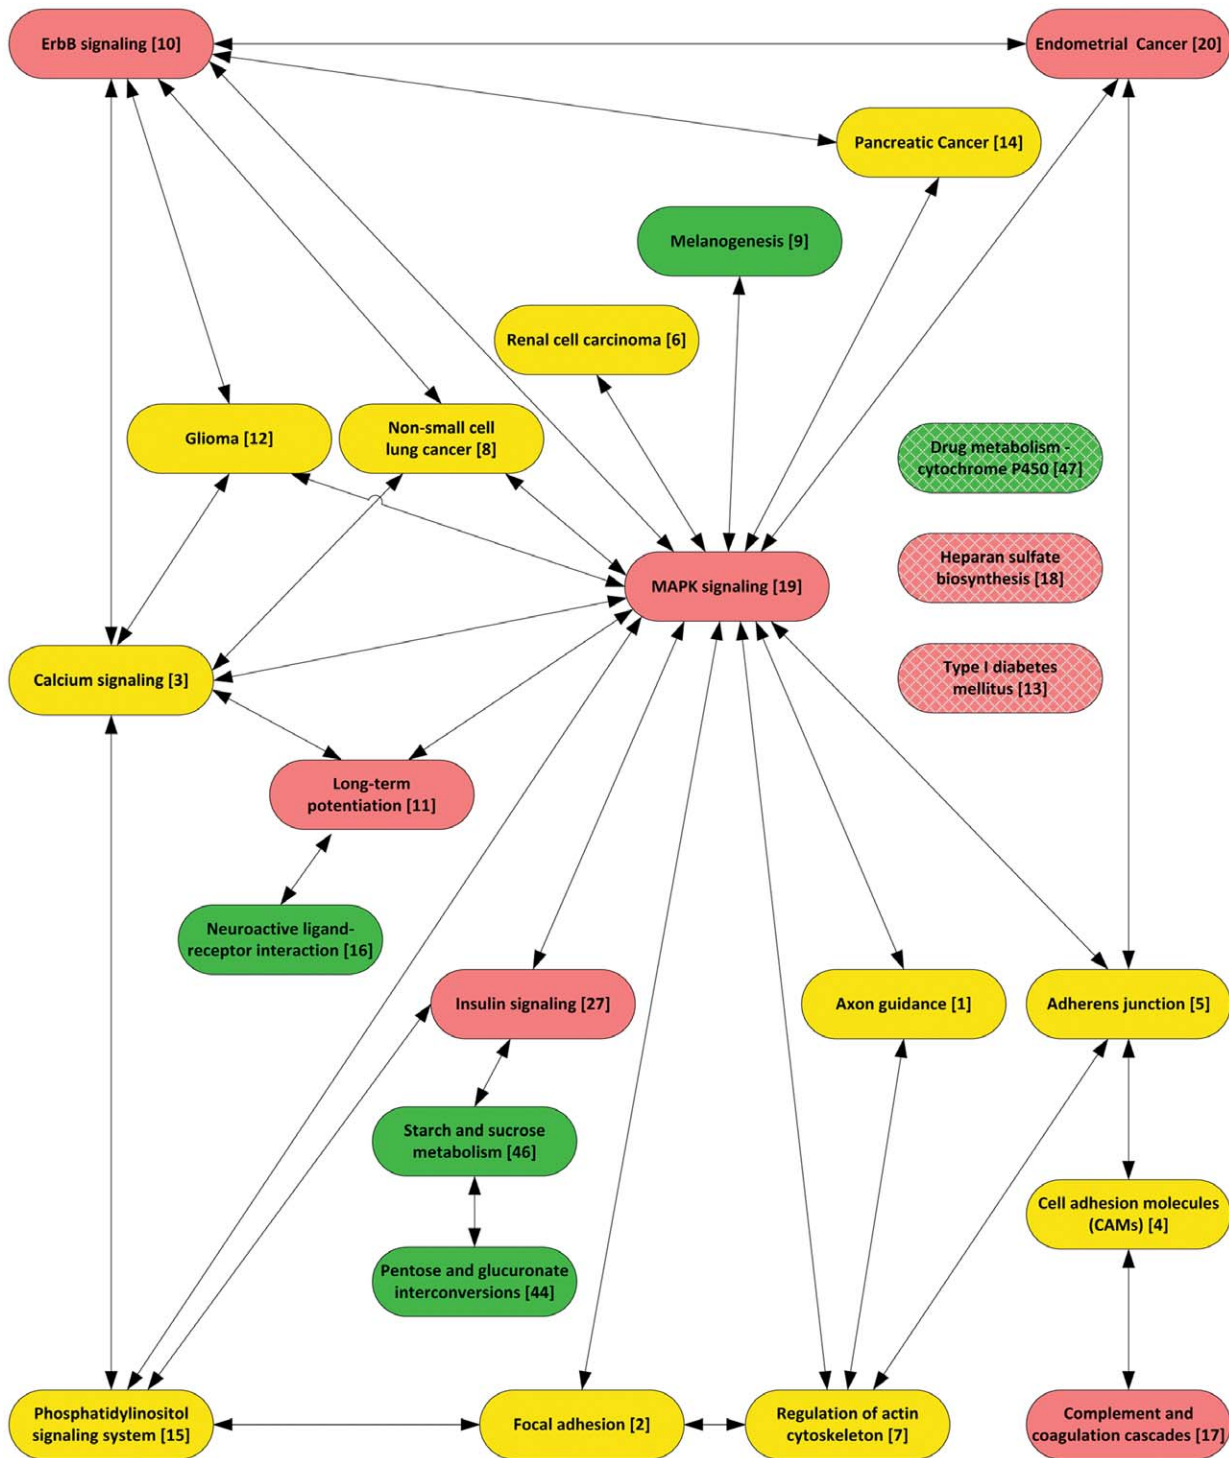 ErbB signaling [10]
Endometrial Cancer [20]
Pancreatic Cancer [14]
Melanogenesis [9]
Renal cell carcinoma [6]
Glioma [12]
Non-small cell
lung cancer [8]
Drug metabolism -
cytochrome P450 [47]
Heparan sulfate
biosynthesis [18]
MAPK signaling [19]
Type I diabetes
mellitus [13]
Calcium signaling [3]
Long-term
potentiation [11]
Neuroactive ligand-
receptor interaction [16]
Insulin signaling [27]
Axon guidance [1]
Adherens junction [5]
Starch and sucrose
metabolism [46]
Cell adhesion molecules
(CAMs) [4]
Pentose and glucuronate
interconversions [44]
Phosphatidylinositol
signaling system [15]
Focal adhesion [2]
Regulation of actin
cytoskeleton [7]
Complement and
coagulation cascades [17]